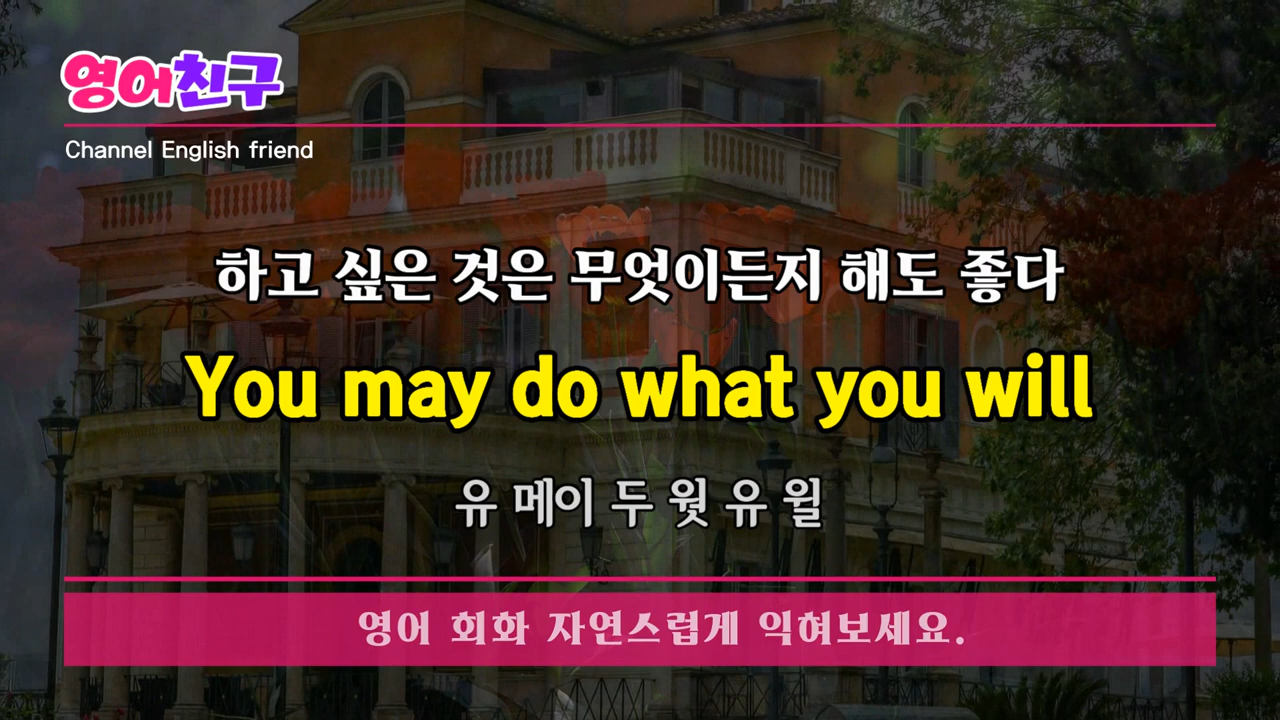 영어친구
Channel English friend
하고 싶은 것은 무엇이든지 해도 좋다
You may do what you will
유 메이 두 웟 유 윌
영어 회화 자연스럽게 익혀보세요.